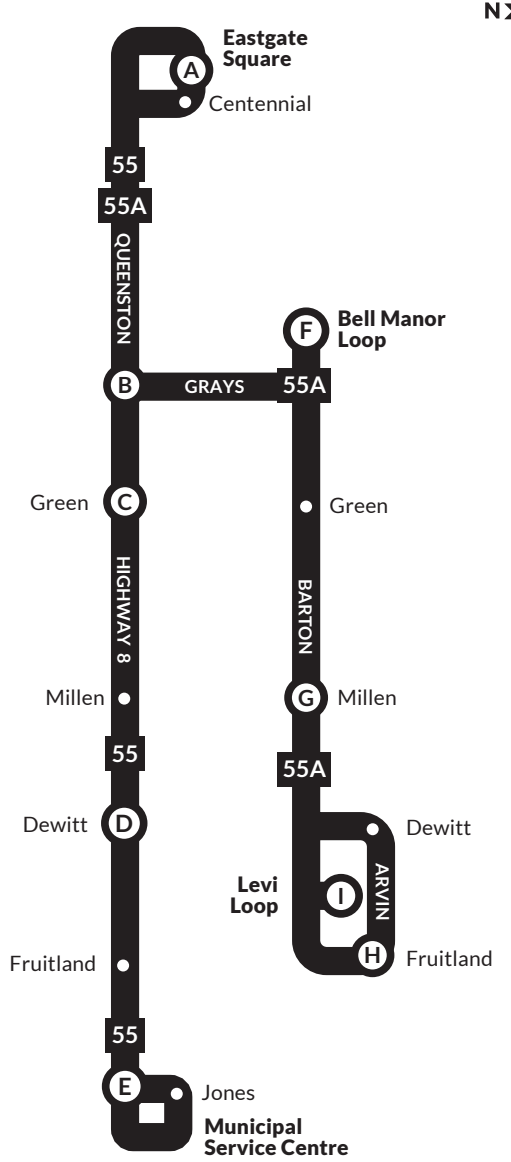 N
Eastgate
Square
A
Centennial
55
55A
QUEENSTON
F
Bell Manor
Loop
B
GRAYS
55A
Green
C
Green
HIGHWAY 8
BARTON
Millen
G
Millen
55
55A
Dewitt
D
Dewitt
ARVIN
Levi
Loop
I
Fruitland
H
Fruitland
55
E
Jones
Municipal
Service Centre